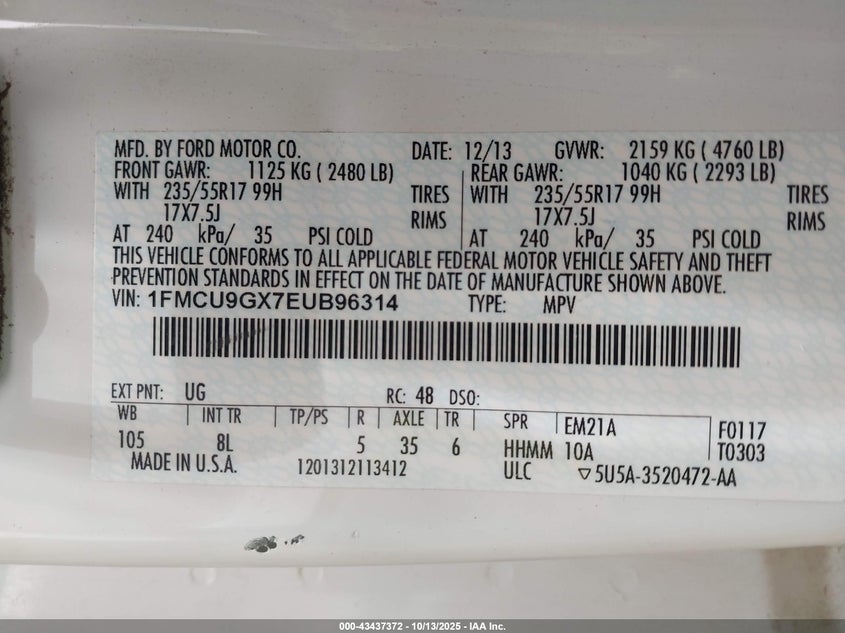 MFD. BY FORD MOTOR CO. DATE: 12/13 GVWR: 2159 KG ( 4760 LB)
FRONT GAWR: 1125 KG ( 2480 LB) REAR GAWR: 1040 KG ( 2293 LB)
WITH 235/55R17 99H TIRES WITH 235/55R17 99H TIRES
17X7.5J RIMS 17X7.5J RIMS
AT 240 kPa/ 35 PSI COLD AT 240 kPa/ 35 PSI COLD
THIS VEHICLE CONFORMS TO ALL APPLICABLE FEDERAL MOTOR VEHICLE SAFETY AND THEFT
PREVENTION STANDARDS IN EFFECT ON THE DATE OF MANUFACTURE SHOWN ABOVE.
VIN: 1FMCU9GX7EUB96314 TYPE: MPV
EXT PNT: UG RC: 48 DSO:
WB INT TR TP/PS R AXLE TR SPR EM21A F0117
105 8L 5 35 6 HHMM 10A T0303
MADE IN U.S.A. 1201312113412 ULC ▽5U5A-3520472-AA
000-43437372 - 10/13/2025 - IAA Inc.